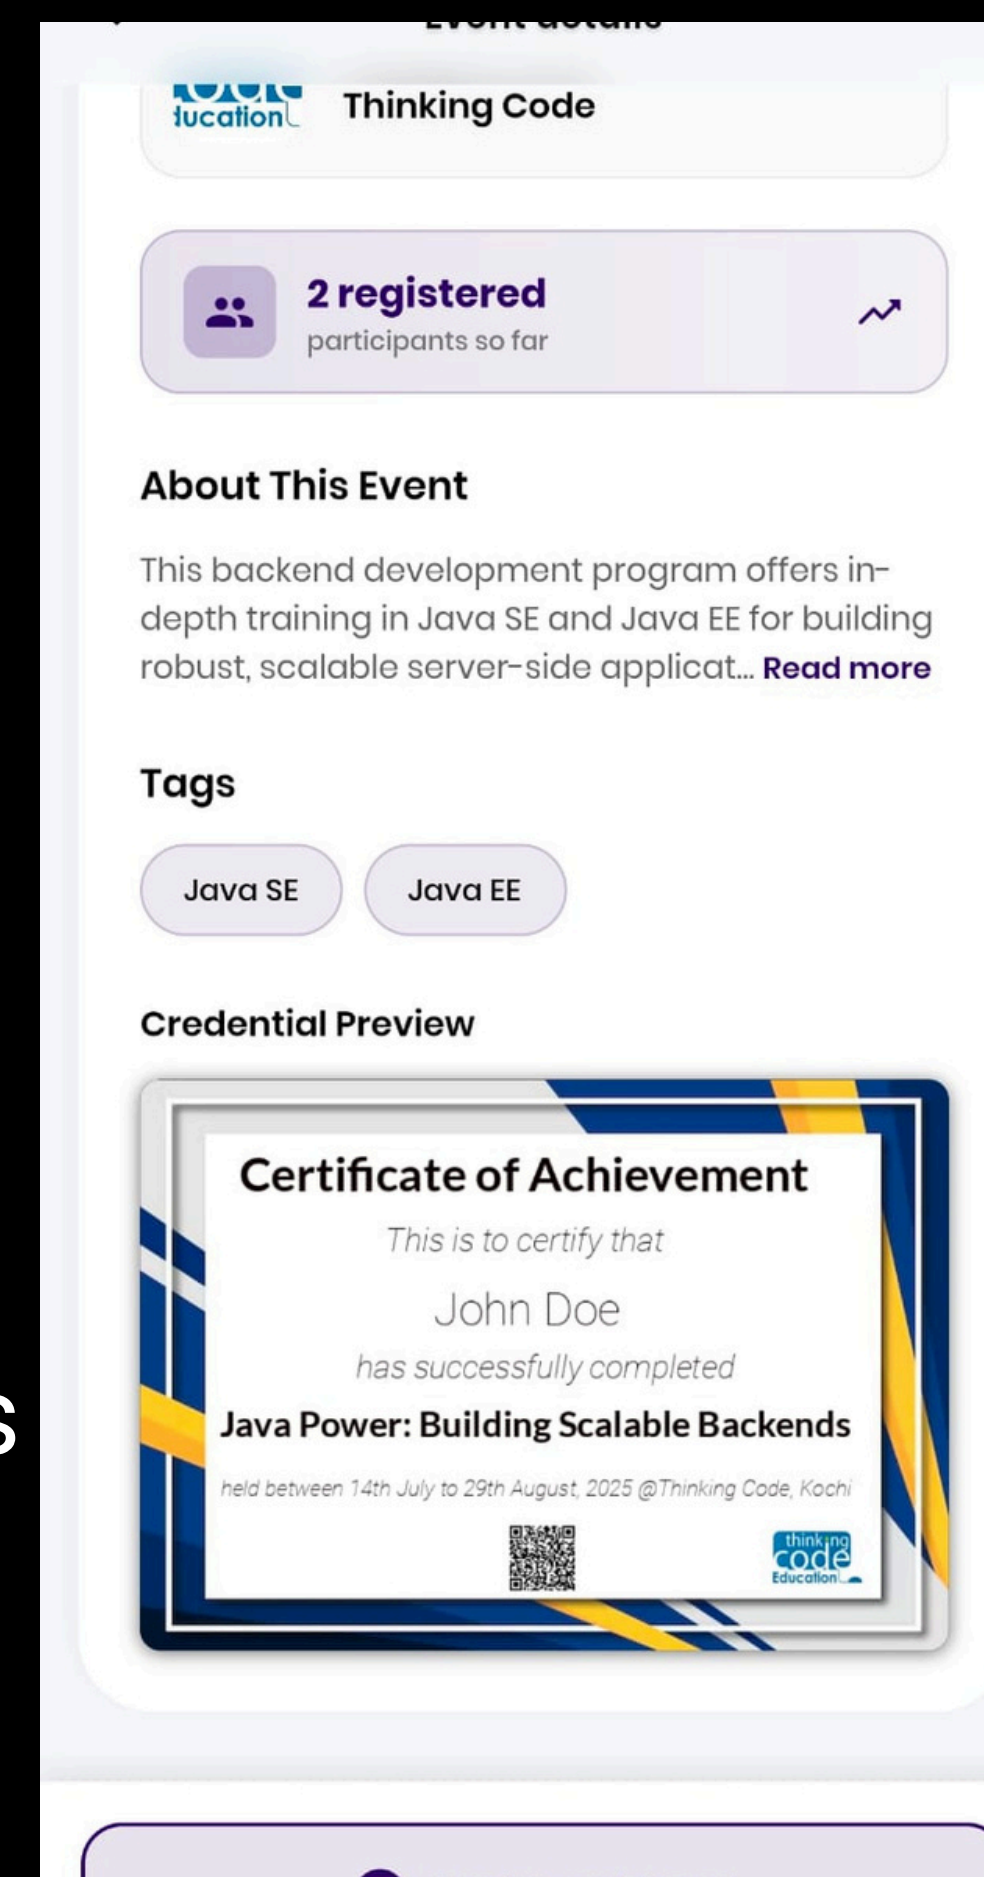 Event details
ducation
Thinking Code
2 registered
participants so far
About This Event
This backend development program offers in-
depth training in Java SE and Java EE for building
robust, scalable server-side applicat... Read more
Tags
Java SE
Java EE
Credential Preview
Certificate of Achievement
This is to certify that
John Doe
has successfully completed
Java Power: Building Scalable Backends
held between 14th July to 29th August, 2025 @Thinking Code, Kochi
thinking
code
Education
s